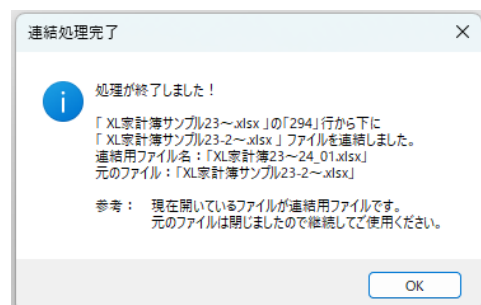 連結処理完了
処理が終了しました！
「 XL家計簿サンプル23～.xlsx 」の「294」行から下に
「 XL家計簿サンプル23-2～.xlsx 」 ファイルを連結しました。
連結用ファイル名：「XL家計簿23～24_01.xlsx」
元のファイル：「XL家計簿サンプル23-2～.xlsx」
参考： 現在開いているファイルが連結用ファイルです。
元のファイルは閉じましたので継続してご使用ください。
OK